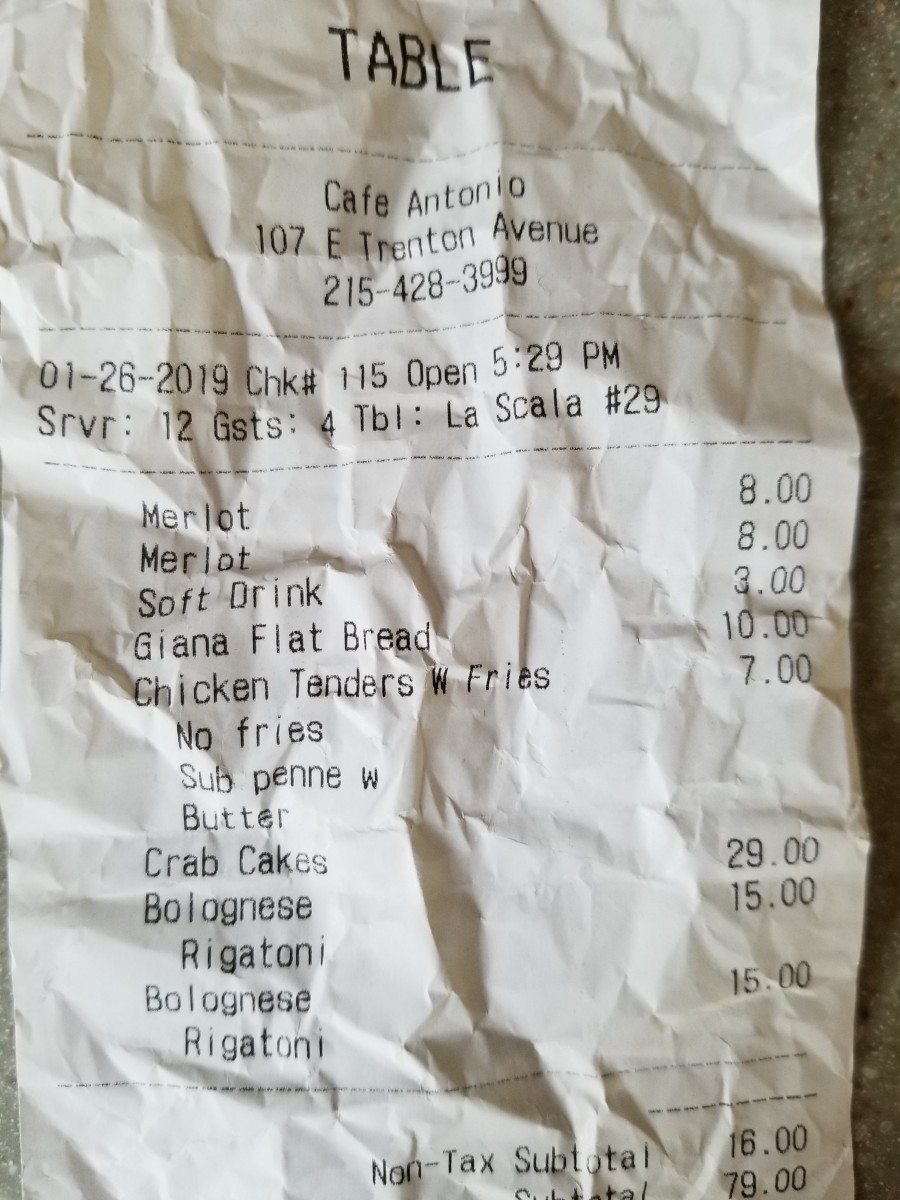 TABLE
Cafe Antonio
107 E Trenton Avenue
215-428-3999
01-26-2019 Chk# 115 Open 5:29 PM
Srvr: 12 Gsts: 4 Tbl: La Scala #29
Merlot 8.00
Merlot 8.00
Soft Drink 3.00
Giana Flat Bread 10.00
Chicken Tenders W Fries 7.00
No fries
Sub penne w
Butter
Crab Cakes 29.00
Bolognese 15.00
Rigatoni
Bolognese 15.00
Rigatoni
Non-Tax Subtotal 16.00
Subtotal 79.00